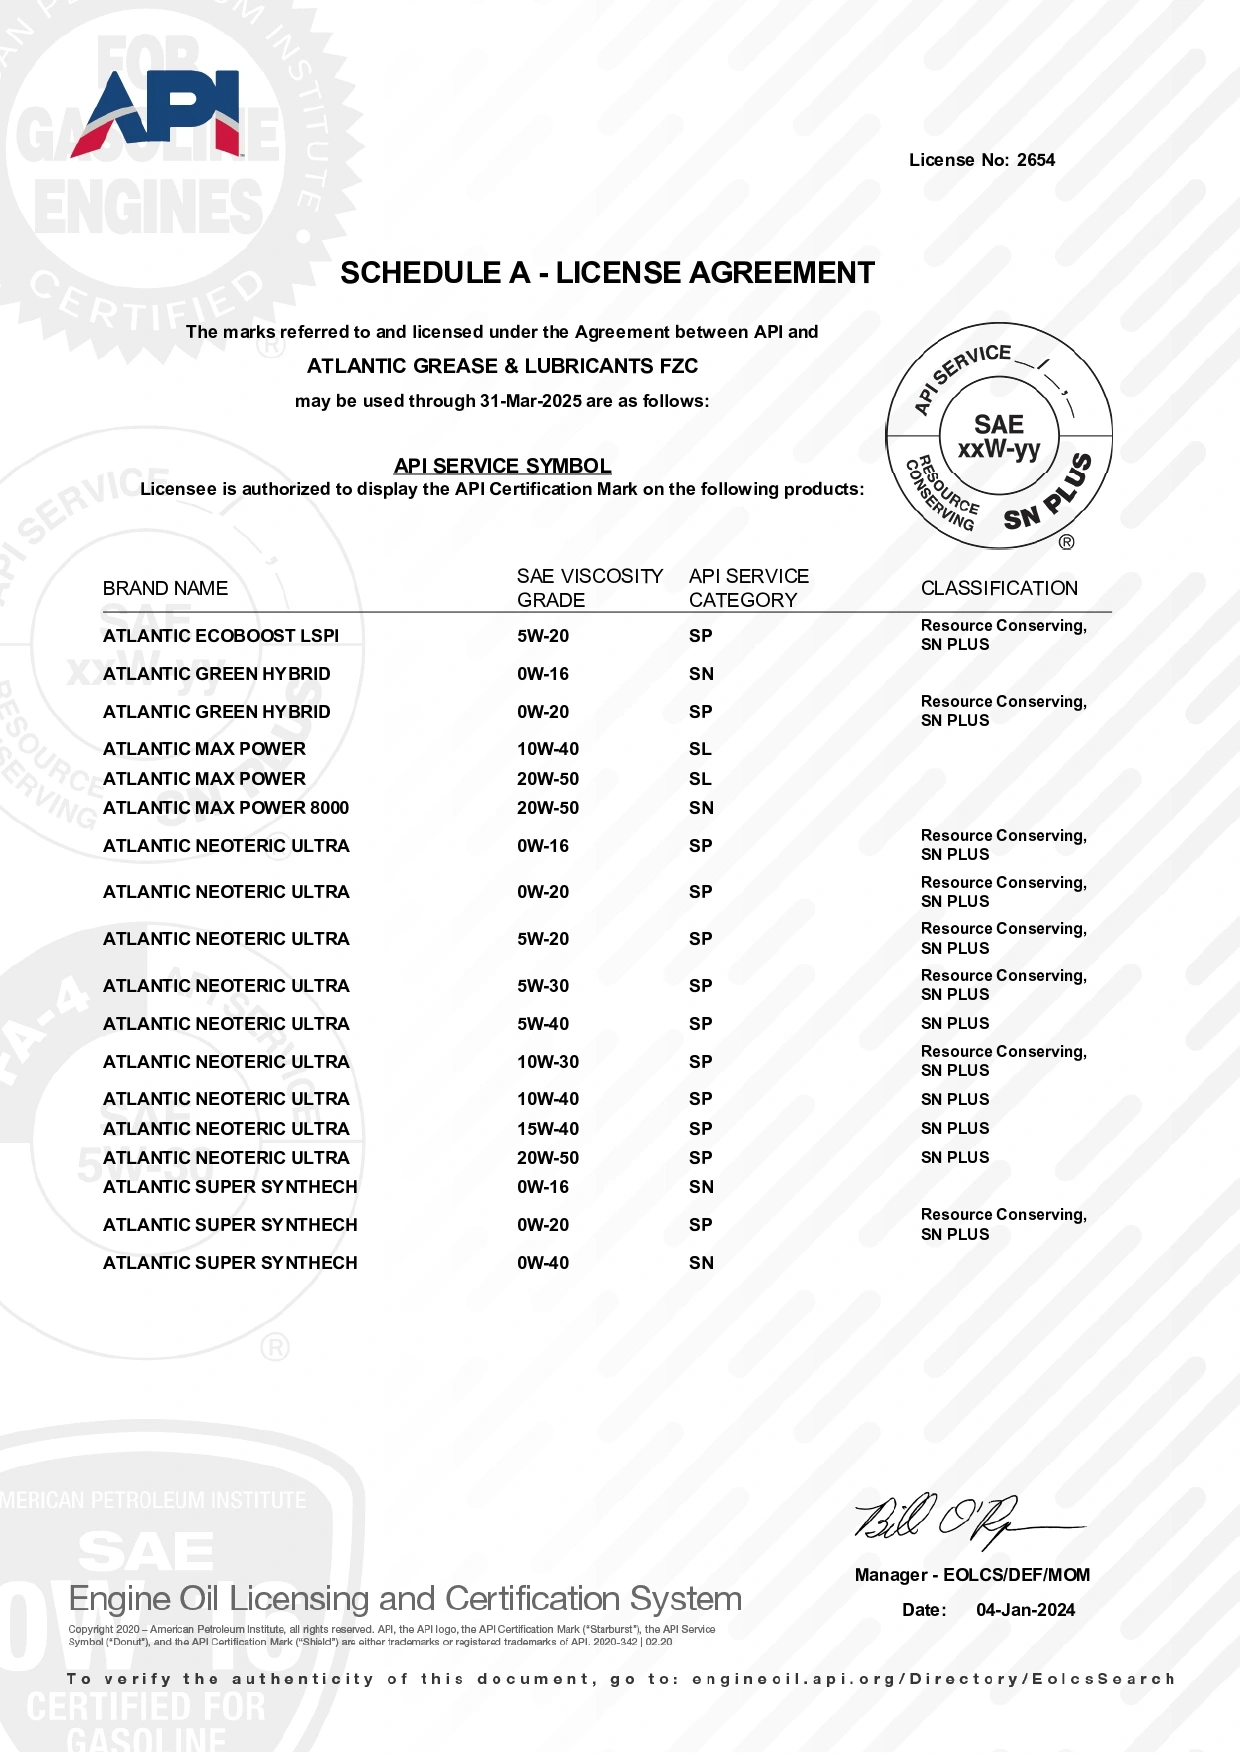 FOR
GASOLINE
ENGINES
CERTIFIED
API
License No: 2654
SCHEDULE A - LICENSE AGREEMENT
The marks referred to and licensed under the Agreement between API and
ATLANTIC GREASE & LUBRICANTS FZC
may be used through 31-Mar-2025 are as follows:
API SERVICE SYMBOL
Licensee is authorized to display the API Certification Mark on the following products:
API SERVICE
SAE
xxW-yy
RESOURCE
CONSERVING
SN PLUS
®
BRAND NAME SAE VISCOSITY GRADE API SERVICE CATEGORY CLASSIFICATION
ATLANTIC ECOBOOST LSPI 5W-20 SP Resource Conserving, SN PLUS
ATLANTIC GREEN HYBRID 0W-16 SN
ATLANTIC GREEN HYBRID 0W-20 SP Resource Conserving, SN PLUS
ATLANTIC MAX POWER 10W-40 SL
ATLANTIC MAX POWER 20W-50 SL
ATLANTIC MAX POWER 8000 20W-50 SN
ATLANTIC NEOTERIC ULTRA 0W-16 SP Resource Conserving, SN PLUS
ATLANTIC NEOTERIC ULTRA 0W-20 SP Resource Conserving, SN PLUS
ATLANTIC NEOTERIC ULTRA 5W-20 SP Resource Conserving, SN PLUS
ATLANTIC NEOTERIC ULTRA 5W-30 SP Resource Conserving, SN PLUS
ATLANTIC NEOTERIC ULTRA 5W-40 SP SN PLUS
ATLANTIC NEOTERIC ULTRA 10W-30 SP Resource Conserving, SN PLUS
ATLANTIC NEOTERIC ULTRA 10W-40 SP SN PLUS
ATLANTIC NEOTERIC ULTRA 15W-40 SP SN PLUS
ATLANTIC NEOTERIC ULTRA 20W-50 SP SN PLUS
ATLANTIC SUPER SYNTHECH 0W-16 SN
ATLANTIC SUPER SYNTHECH 0W-20 SP Resource Conserving, SN PLUS
ATLANTIC SUPER SYNTHECH 0W-40 SN
Bill O'R
Manager - EOLCS/DEF/MOM
Date: 04-Jan-2024
Engine Oil Licensing and Certification System
Copyright 2020 – American Petroleum Institute, all rights reserved. API, the API logo, the API Certification Mark (“Starburst”), the API Service
Symbol (“Donut”), and the API Certification Mark (“Shield”) are either trademarks or registered trademarks of API. 2020-342 | 02.20
To verify the authenticity of this document, go to: engineoil.api.org/Directory/EolcsSearch
AMERICAN PETROLEUM INSTITUTE
SAE
0W-16
CERTIFIED FOR
GASOLINE